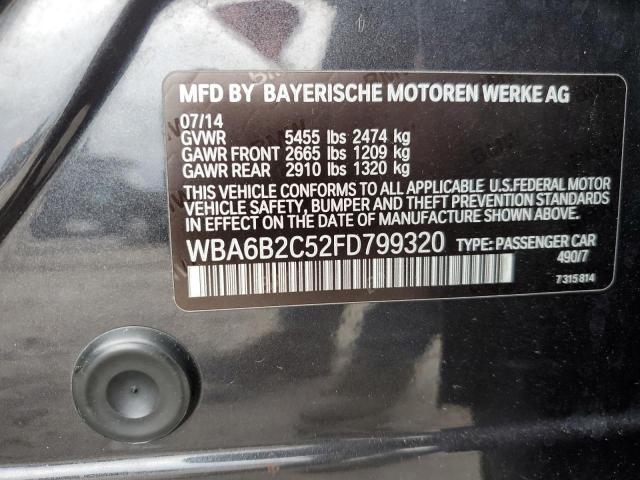 MFD BY BAYERISCHE MOTOREN WERKE AG
07/14
GVWR 5455 lbs 2474 kg
GAWR FRONT 2665 lbs 1209 kg
GAWR REAR 2910 lbs 1320 kg
THIS VEHICLE CONFORMS TO ALL APPLICABLE U.S.FEDERAL MOTOR
VEHICLE SAFETY, BUMPER AND THEFT PREVENTION STANDARDS
IN EFFECT ON THE DATE OF MANUFACTURE SHOWN ABOVE.
WBA6B2C52FD799320 TYPE: PASSENGER CAR
490/7
7315814